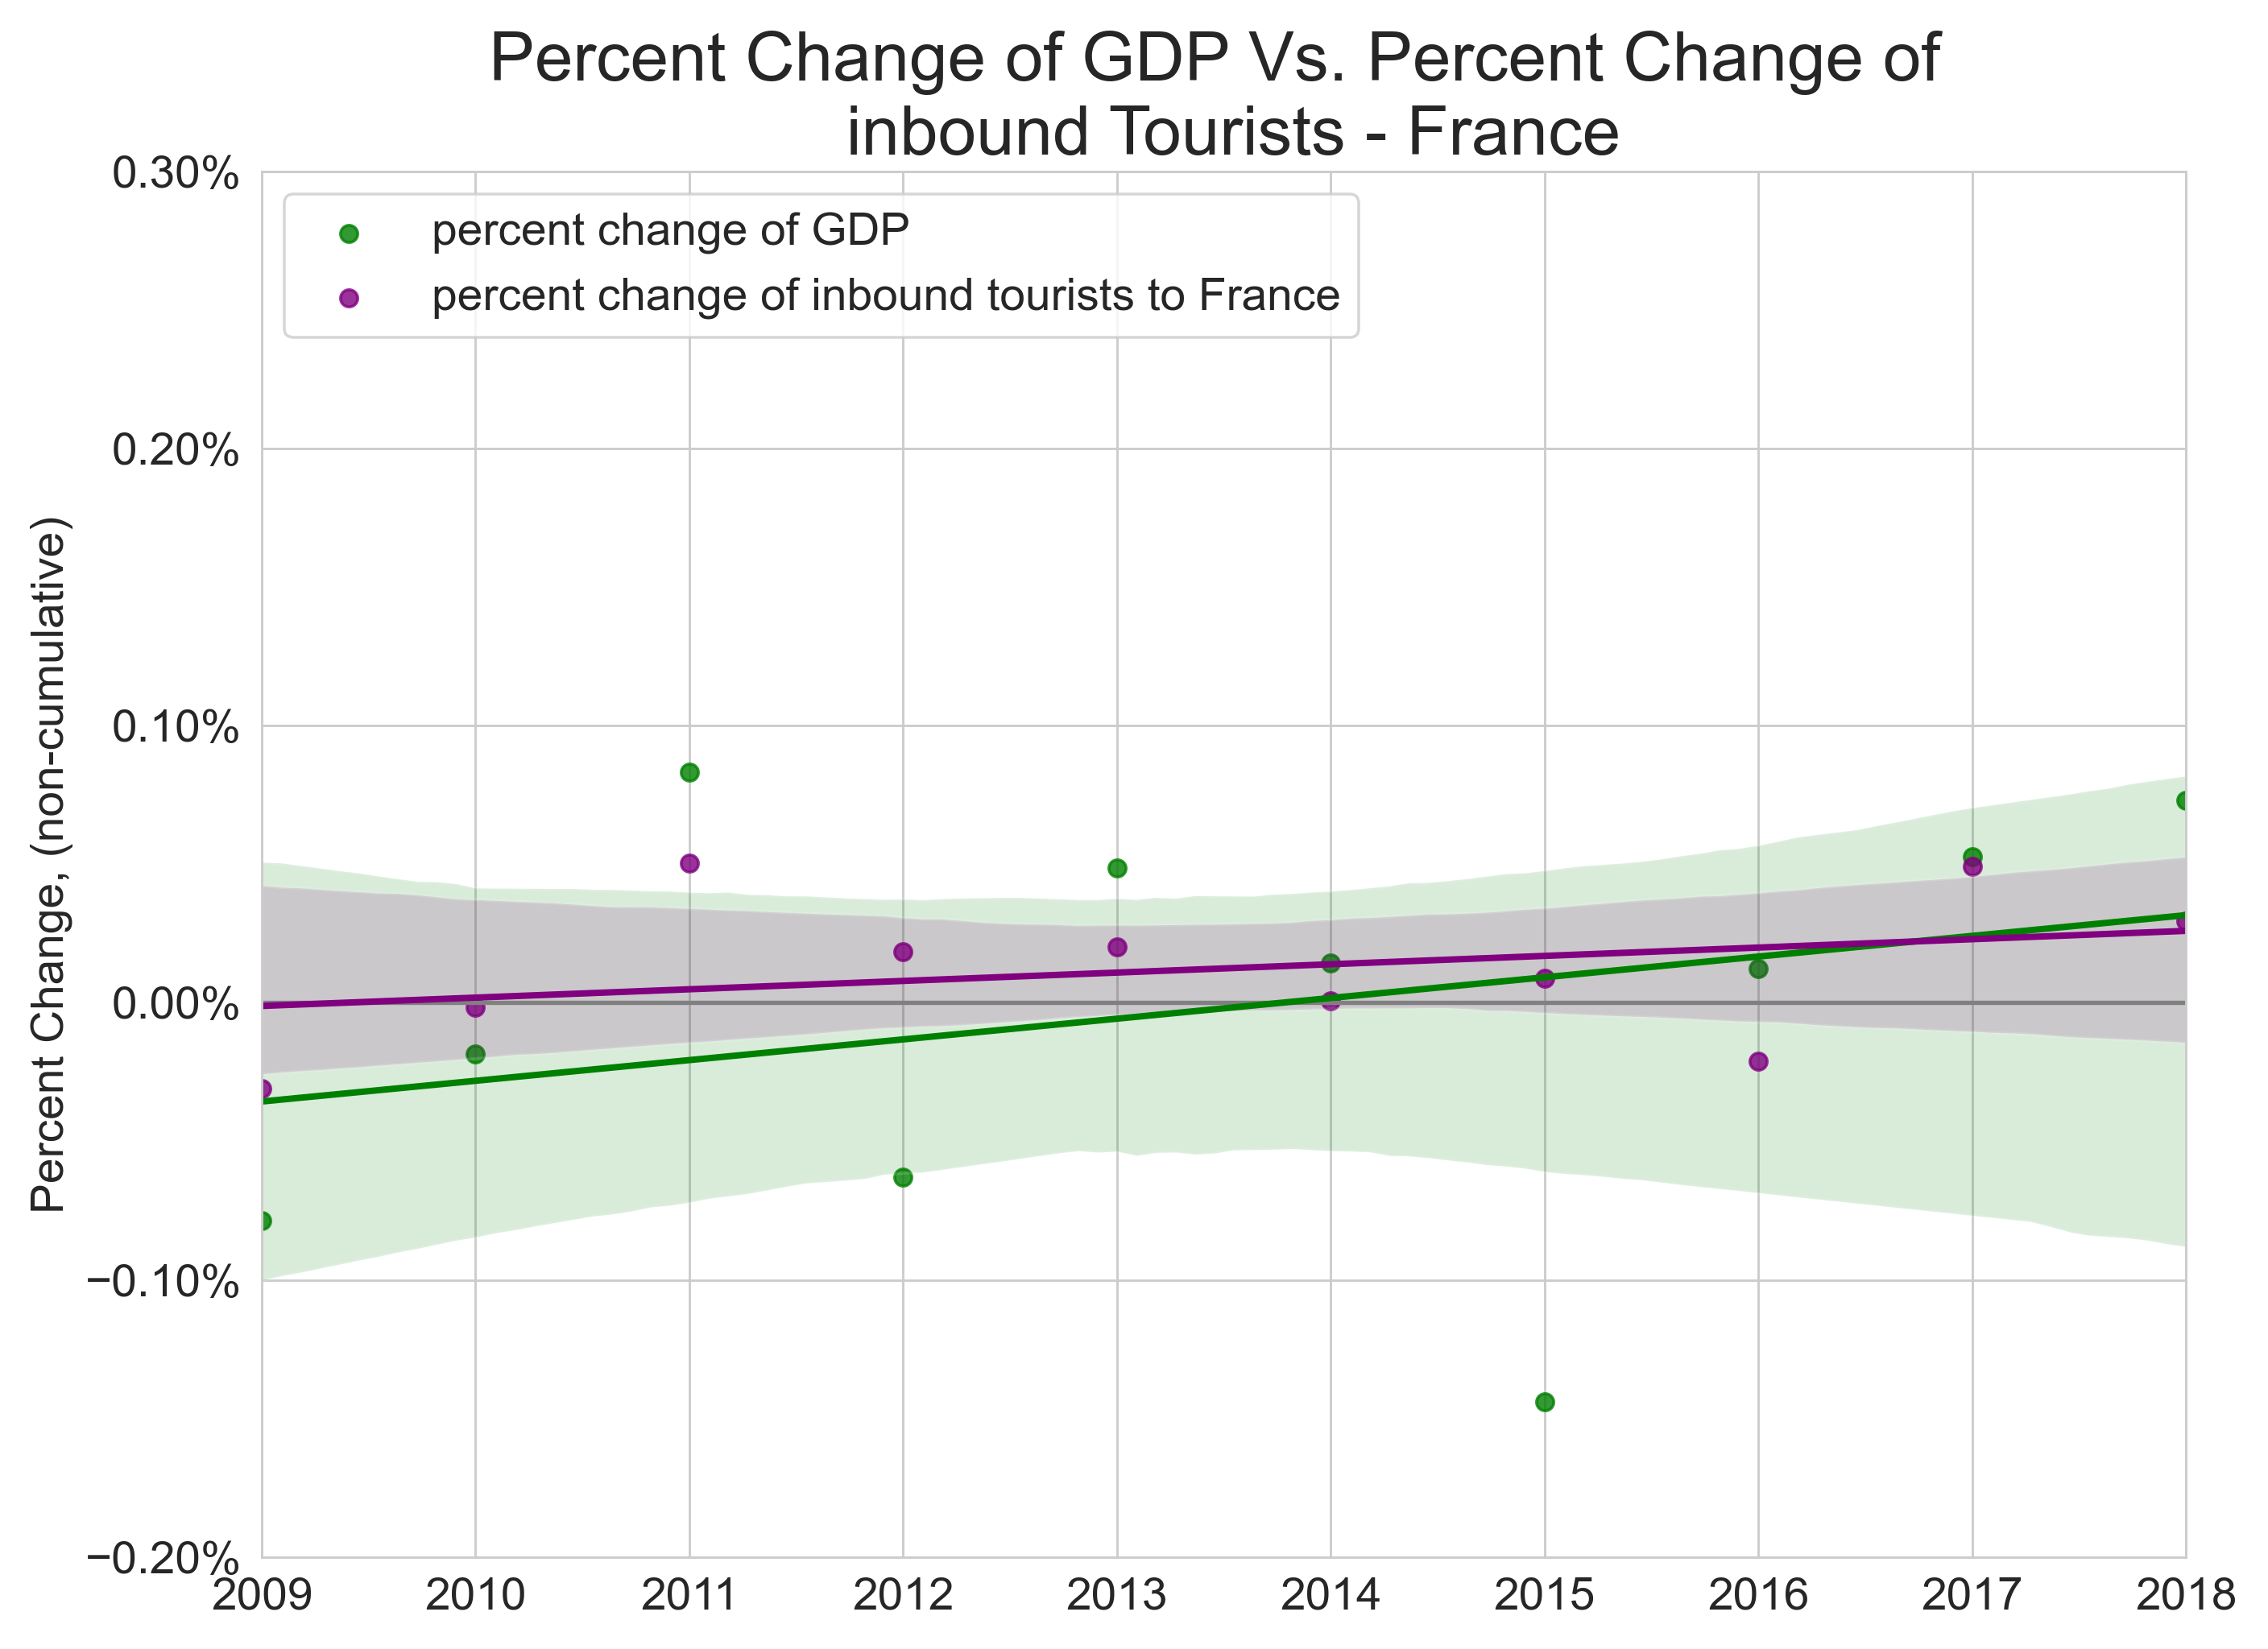 Percent Change of GDP Vs. Percent Change of
inbound Tourists - France
percent change of GDP
percent change of inbound tourists to France
Percent Change, (non-cumulative)
0.30%
0.20%
0.10%
0.00%
−0.10%
−0.20%
2009 2010 2011 2012 2013 2014 2015 2016 2017 2018